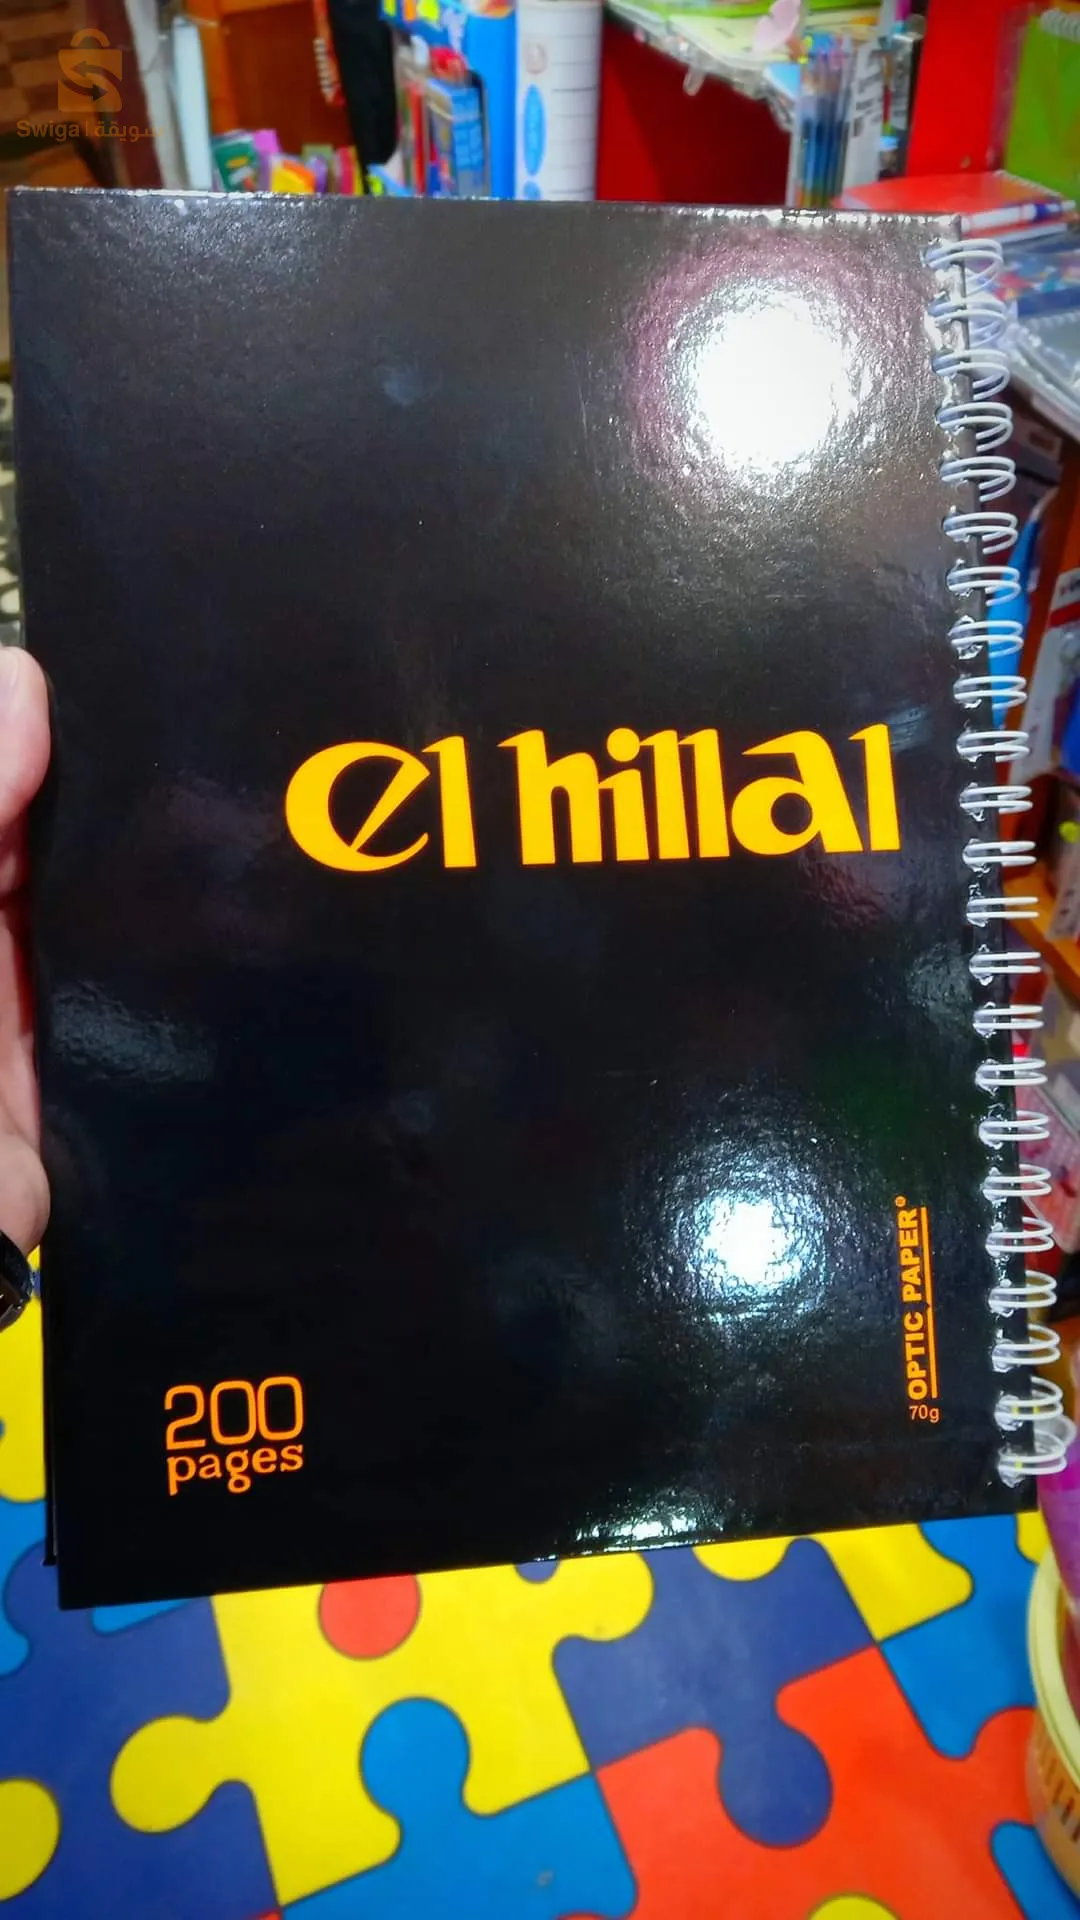 Swiga | سويقة
el hillal
OPTIC PAPER®
70g
200
pages